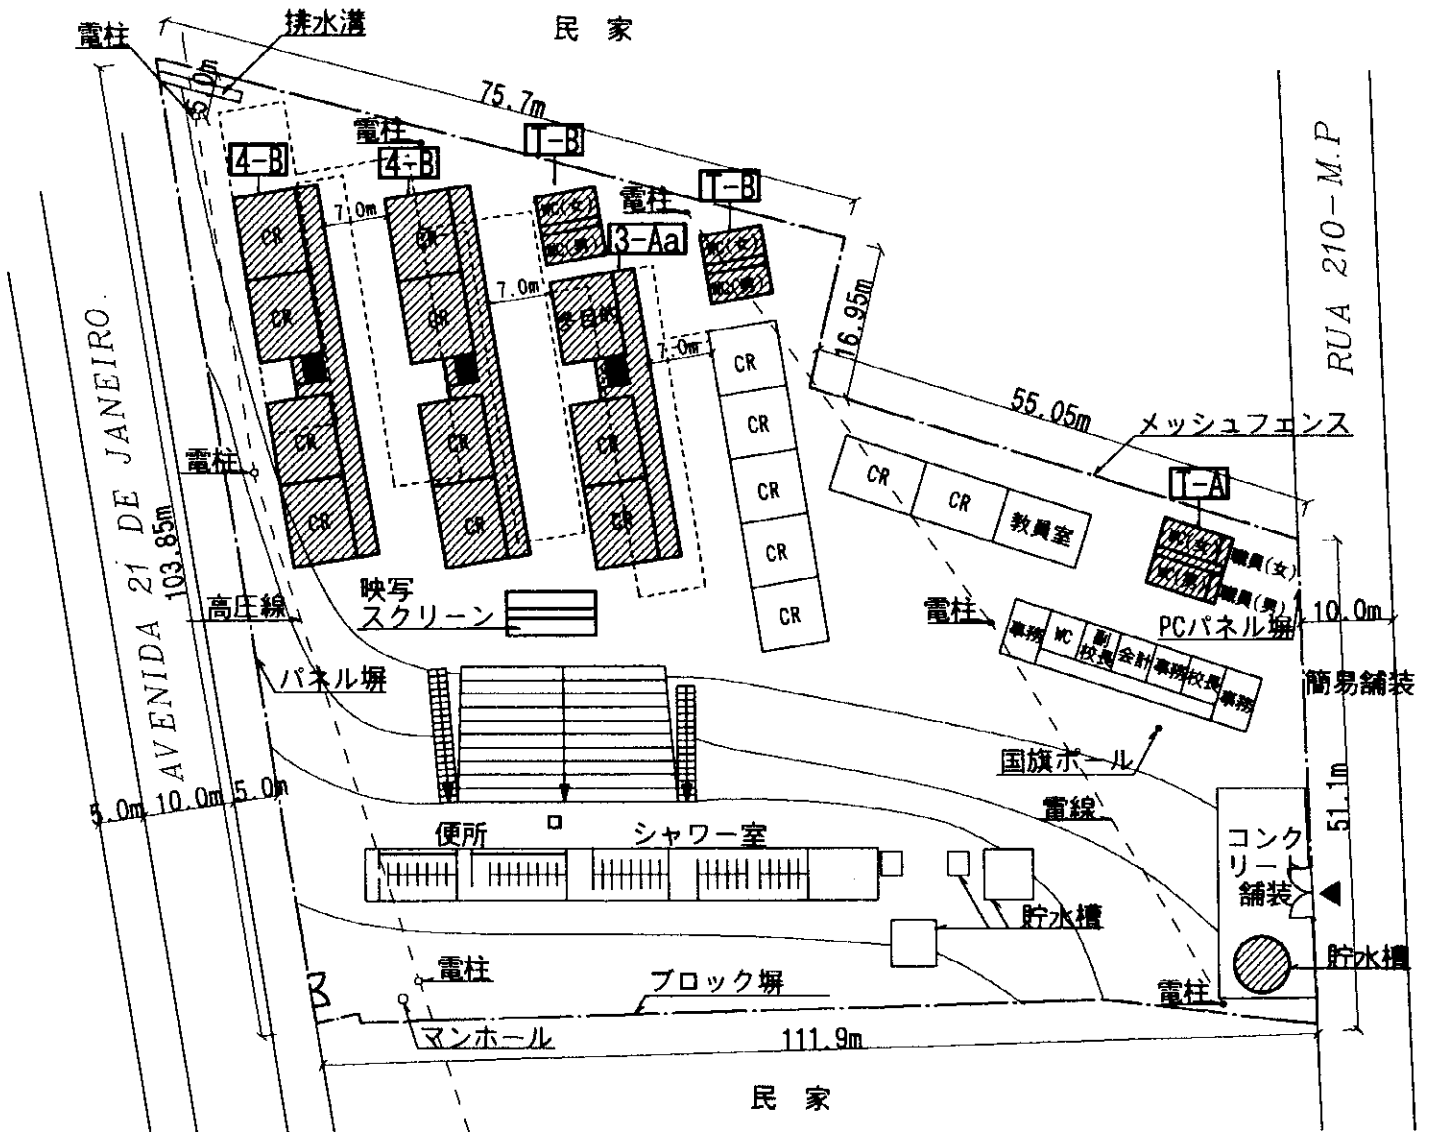 民 家
排水溝
電柱
5.0m
75.7m
電柱
T-B
4-B
4-B
T-B
電柱
3-Aa
WC(女)
WC(男)
WC(女)
WC(男)
7.0m
7.0m
7.0m
CR
CR
CR
CR
CR
CR
CR
CR
多目的
CR
CR
CR
CR
CR
CR
CR
16.95m
55.05m
メッシュフェンス
RUA 210-M.P
AVENIDA 21 DE JANEIRO.
103.85m
電柱
高圧線
パネル塀
映写
スクリーン
CR
CR
教員室
T-A
WC(女)
WC(男)
職員(女)
職員(男)
PCパネル塀
10.0m
簡易舗装
電柱
事務
WC
副
校長
会計
事務
校長
事務
国旗ポール
電線
51.1m
5.0m
10.0m
5.0m
便所
シャワー室
コンク
リート
舗装
貯水槽
貯水槽
電柱
電柱
ブロック塀
マンホール
111.9m
民 家